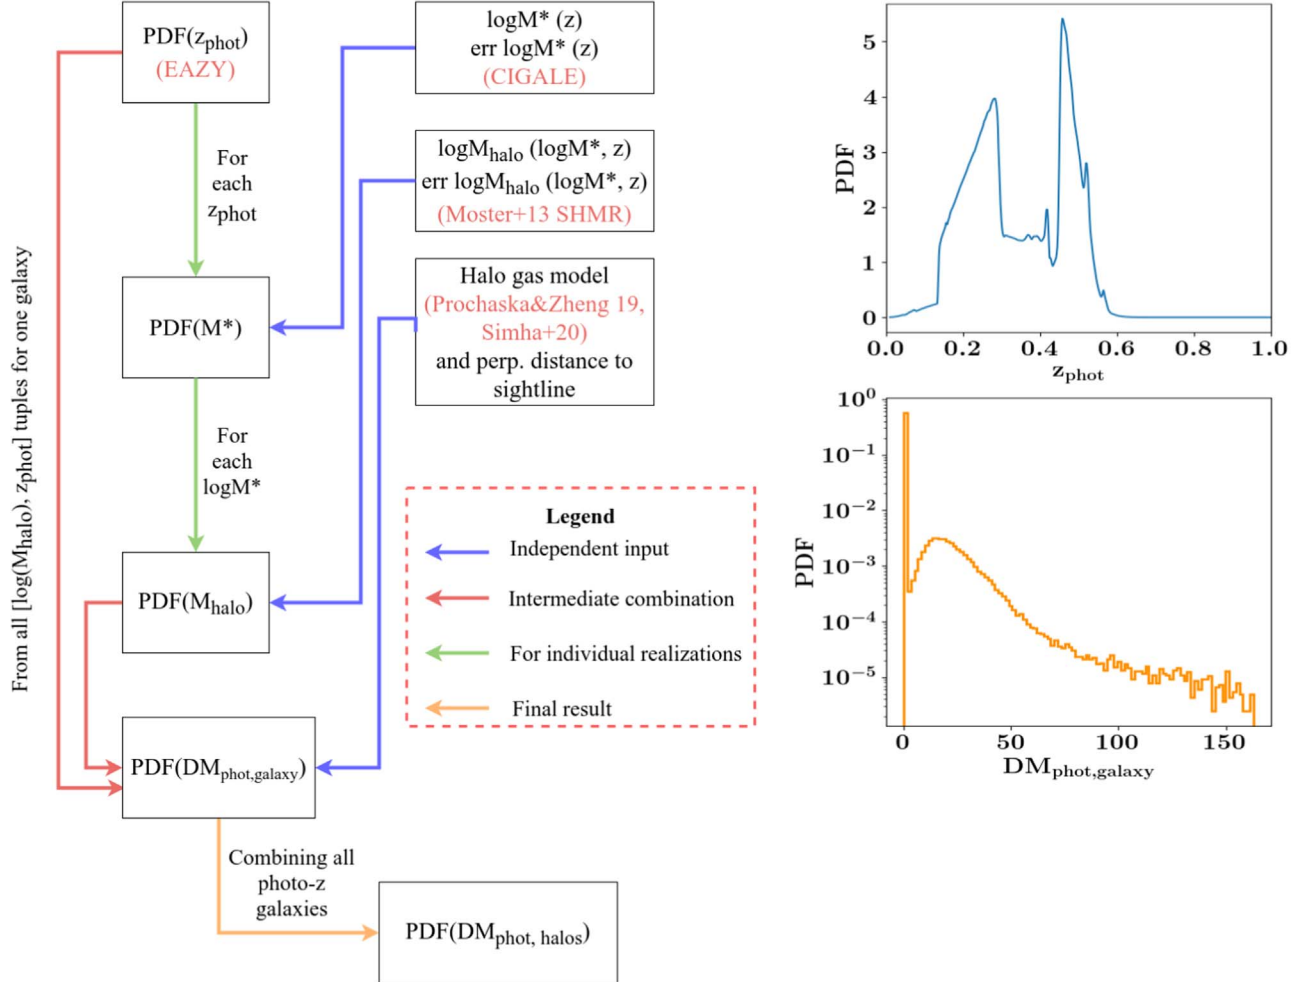 PDF(zphot)
(EAZY)
logM* (z)
err logM* (z)
(CIGALE)
For
each
zphot
logMhalo (logM*, z)
err logMhalo (logM*, z)
(Moster+13 SHMR)
PDF(M*)
Halo gas model
(Prochaska&Zheng 19,
Simha+20)
and perp. distance to
sightline
For
each
logM*
PDF(Mhalo)
From all [log(Mhalo), zphot] tuples for one galaxy
Legend
Independent input
Intermediate combination
For individual realizations
Final result
PDF(DMphot,galaxy)
Combining all
photo-z
galaxies
PDF(DMphot, halos)
PDF
5
4
3
2
1
0
0.0 0.2 0.4 0.6 0.8 1.0
zphot
PDF
10⁰
10⁻¹
10⁻²
10⁻³
10⁻⁴
10⁻⁵
0 50 100 150
DMphot,galaxy